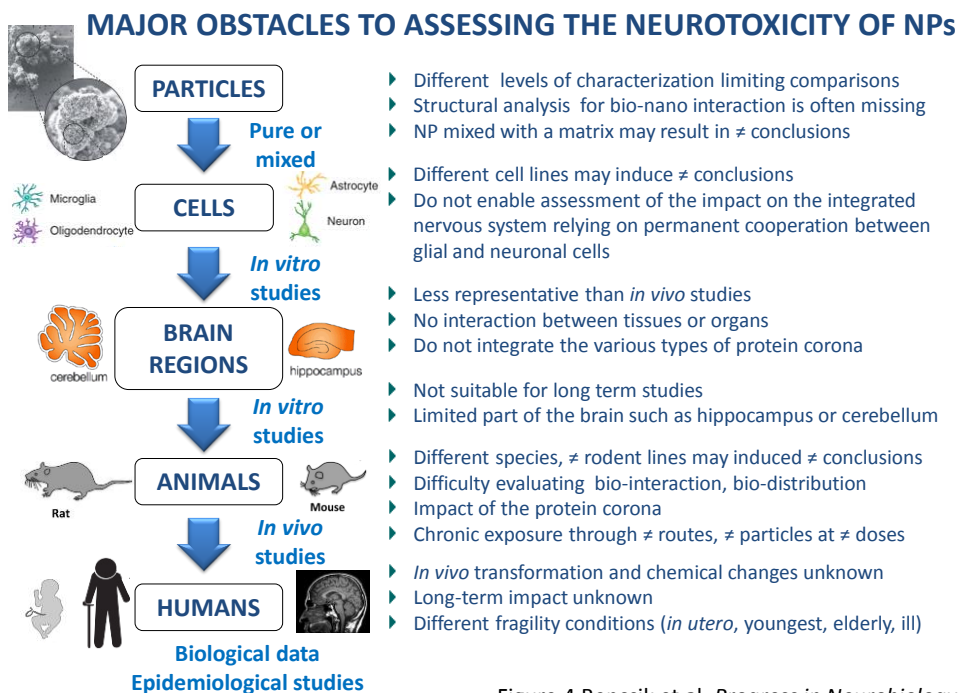 MAJOR OBSTACLES TO ASSESSING THE NEUROTOXICITY OF NPs
PARTICLES
Different levels of characterization limiting comparisons
Structural analysis for bio-nano interaction is often missing
NP mixed with a matrix may result in ≠ conclusions
Pure or
mixed
Microglia
Oligodendrocyte
CELLS
Astrocyte
Neuron
Different cell lines may induce ≠ conclusions
Do not enable assessment of the impact on the integrated
nervous system relying on permanent cooperation between
glial and neuronal cells
In vitro
studies
cerebellum
BRAIN
REGIONS
hippocampus
Less representative than in vivo studies
No interaction between tissues or organs
Do not integrate the various types of protein corona
Not suitable for long term studies
Limited part of the brain such as hippocampus or cerebellum
In vitro
studies
Rat
ANIMALS
Mouse
Different species, ≠ rodent lines may induced ≠ conclusions
Difficulty evaluating bio-interaction, bio-distribution
Impact of the protein corona
Chronic exposure through ≠ routes, ≠ particles at ≠ doses
In vivo
studies
HUMANS
In vivo transformation and chemical changes unknown
Long-term impact unknown
Different fragility conditions (in utero, youngest, elderly, ill)
Biological data
Epidemiological studies